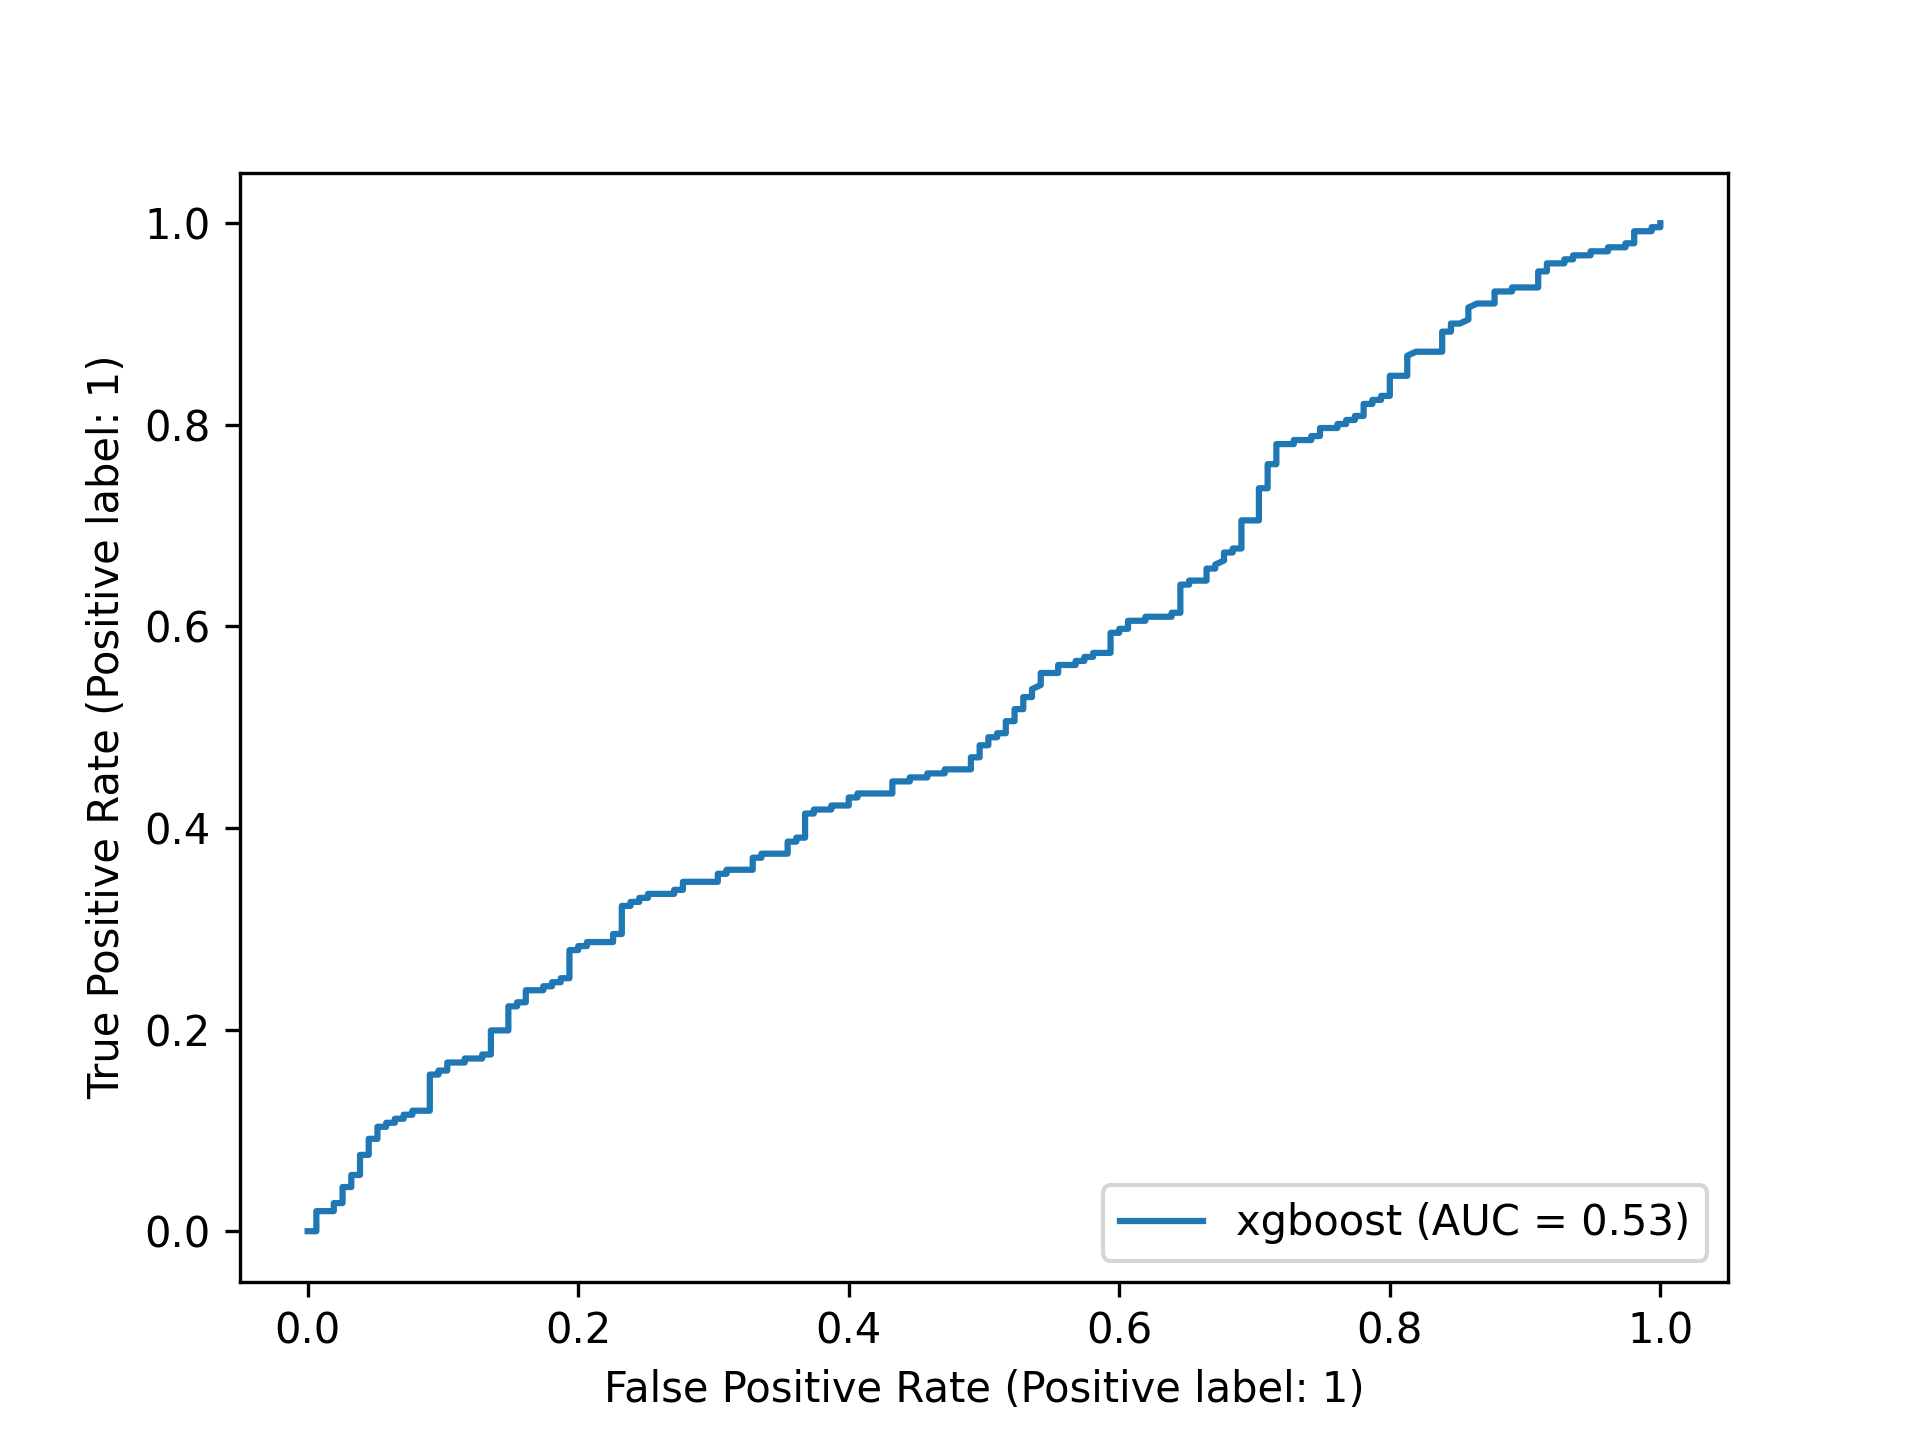 1.0
0.8
0.6
0.4
0.2
0.0
True Positive Rate (Positive label: 1)
xgboost (AUC = 0.53)
0.0 0.2 0.4 0.6 0.8 1.0
False Positive Rate (Positive label: 1)